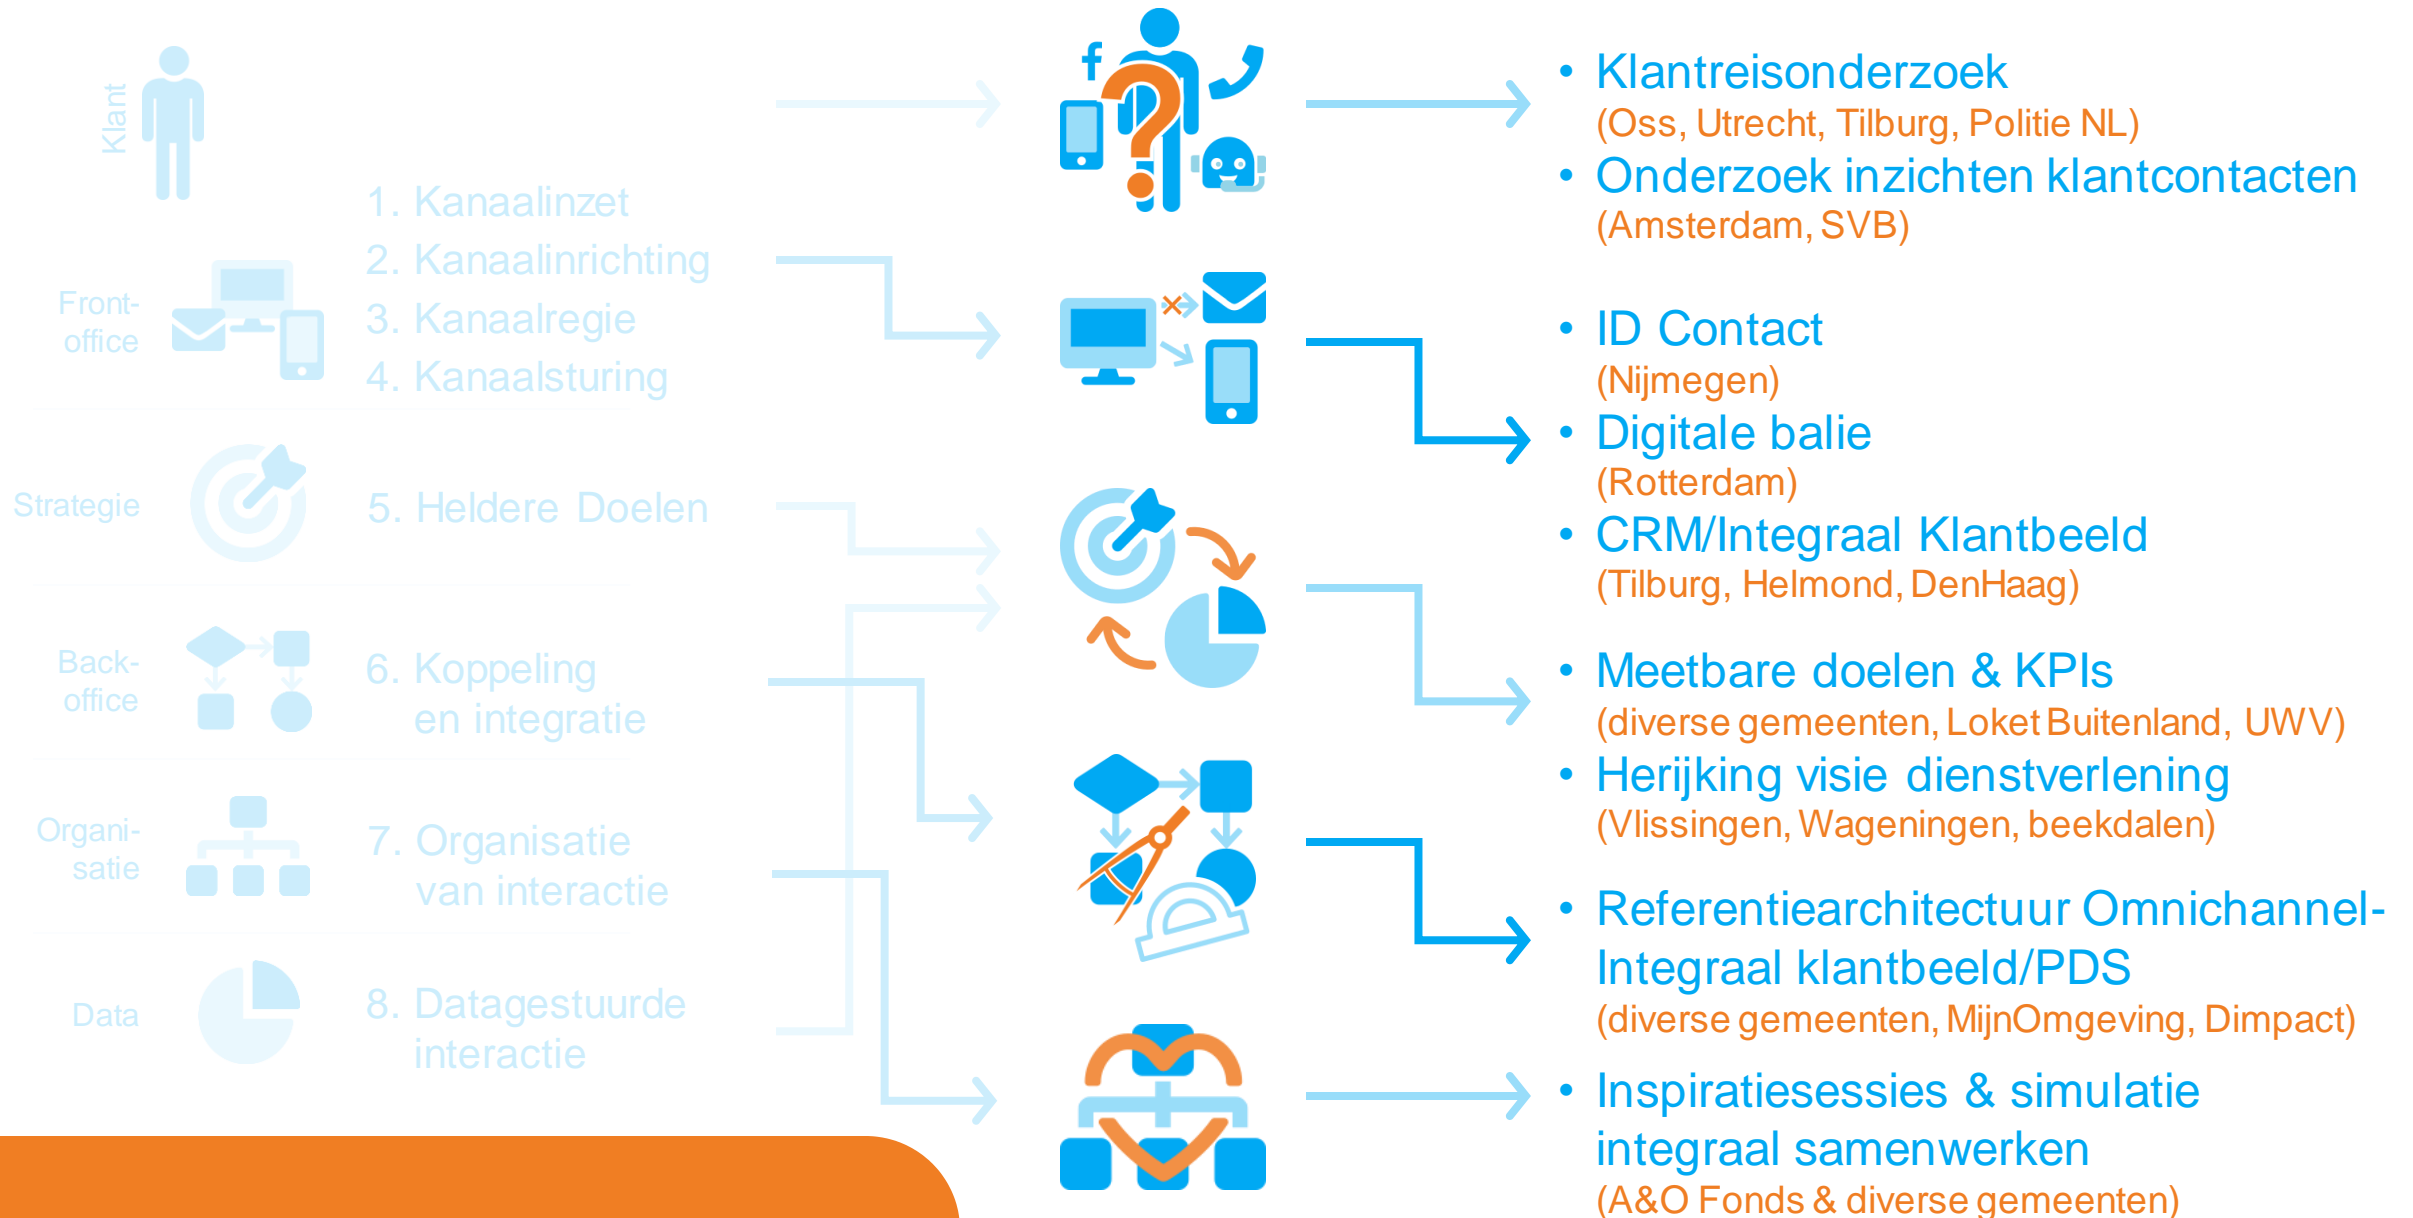 Klant
1. Kanaalinzet
2. Kanaalinrichting
3. Kanaalregie
4. Kanaalsturing
Front-
office
Strategie
5. Heldere Doelen
Back-
office
6. Koppeling
en integratie
Organi-
satie
7. Organisatie
van interactie
Data
8. Datagestuurde
interactie
• Klantreisonderzoek
(Oss, Utrecht, Tilburg, Politie NL)
• Onderzoek inzichten klantcontacten
(Amsterdam, SVB)
• ID Contact
(Nijmegen)
• Digitale balie
(Rotterdam)
• CRM/Integraal Klantbeeld
(Tilburg, Helmond, DenHaag)
• Meetbare doelen & KPIs
(diverse gemeenten, Loket Buitenland, UWV)
• Herijking visie dienstverlening
(Vlissingen, Wageningen, beekdalen)
• Referentiearchitectuur Omnichannel-
Integraal klantbeeld/PDS
(diverse gemeenten, MijnOmgeving, Dimpact)
• Inspiratiesessies & simulatie
integraal samenwerken
(A&O Fonds & diverse gemeenten)